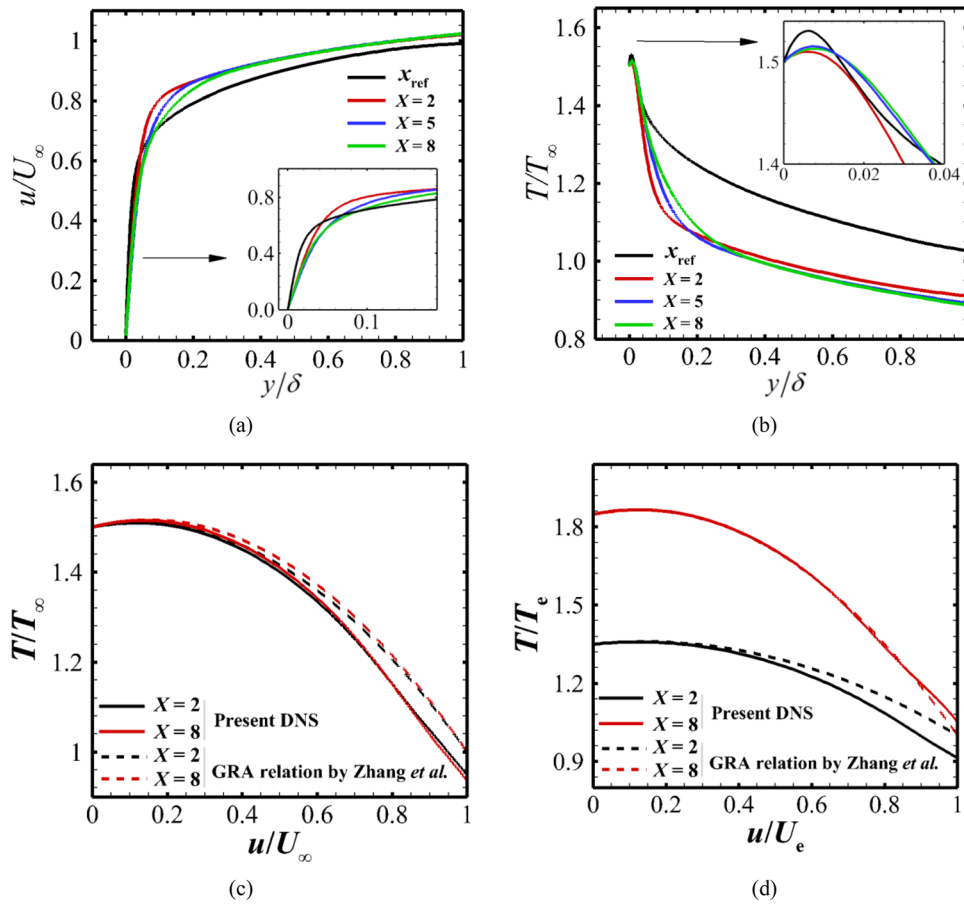 1
0.8
0.6
0.4
0.2
0
u/U∞
x_ref
X = 2
X = 5
X = 8
0.8
0.4
0.0
0 0.1
0 0.2 0.4 0.6 0.8 1
y/δ
(a)
1.6
1.4
1.2
1.0
0.8
T/T∞
1.5
1.4
0 0.02 0.04
x_ref
X = 2
X = 5
X = 8
0 0.2 0.4 0.6 0.8
y/δ
(b)
1.6
1.4
1.2
1
T/T∞
X = 2
X = 8
Present DNS
X = 2
X = 8
GRA relation by Zhang et al.
0 0.2 0.4 0.6 0.8 1
u/U∞
(c)
1.8
1.5
1.2
0.9
T/Te
X = 2
X = 8
Present DNS
X = 2
X = 8
GRA relation by Zhang et al.
0 0.2 0.4 0.6 0.8 1
u/Ue
(d)